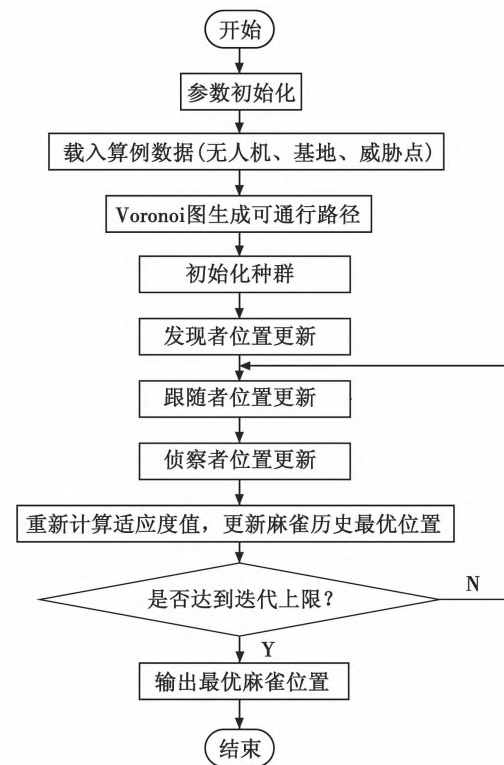 开始
参数初始化
载入算例数据(无人机、基地、威胁点)
Voronoi图生成可通行路径
初始化种群
发现者位置更新
跟随者位置更新
侦察者位置更新
重新计算适应度值，更新麻雀历史最优位置
是否达到迭代上限？
N
Y
输出最优麻雀位置
结束